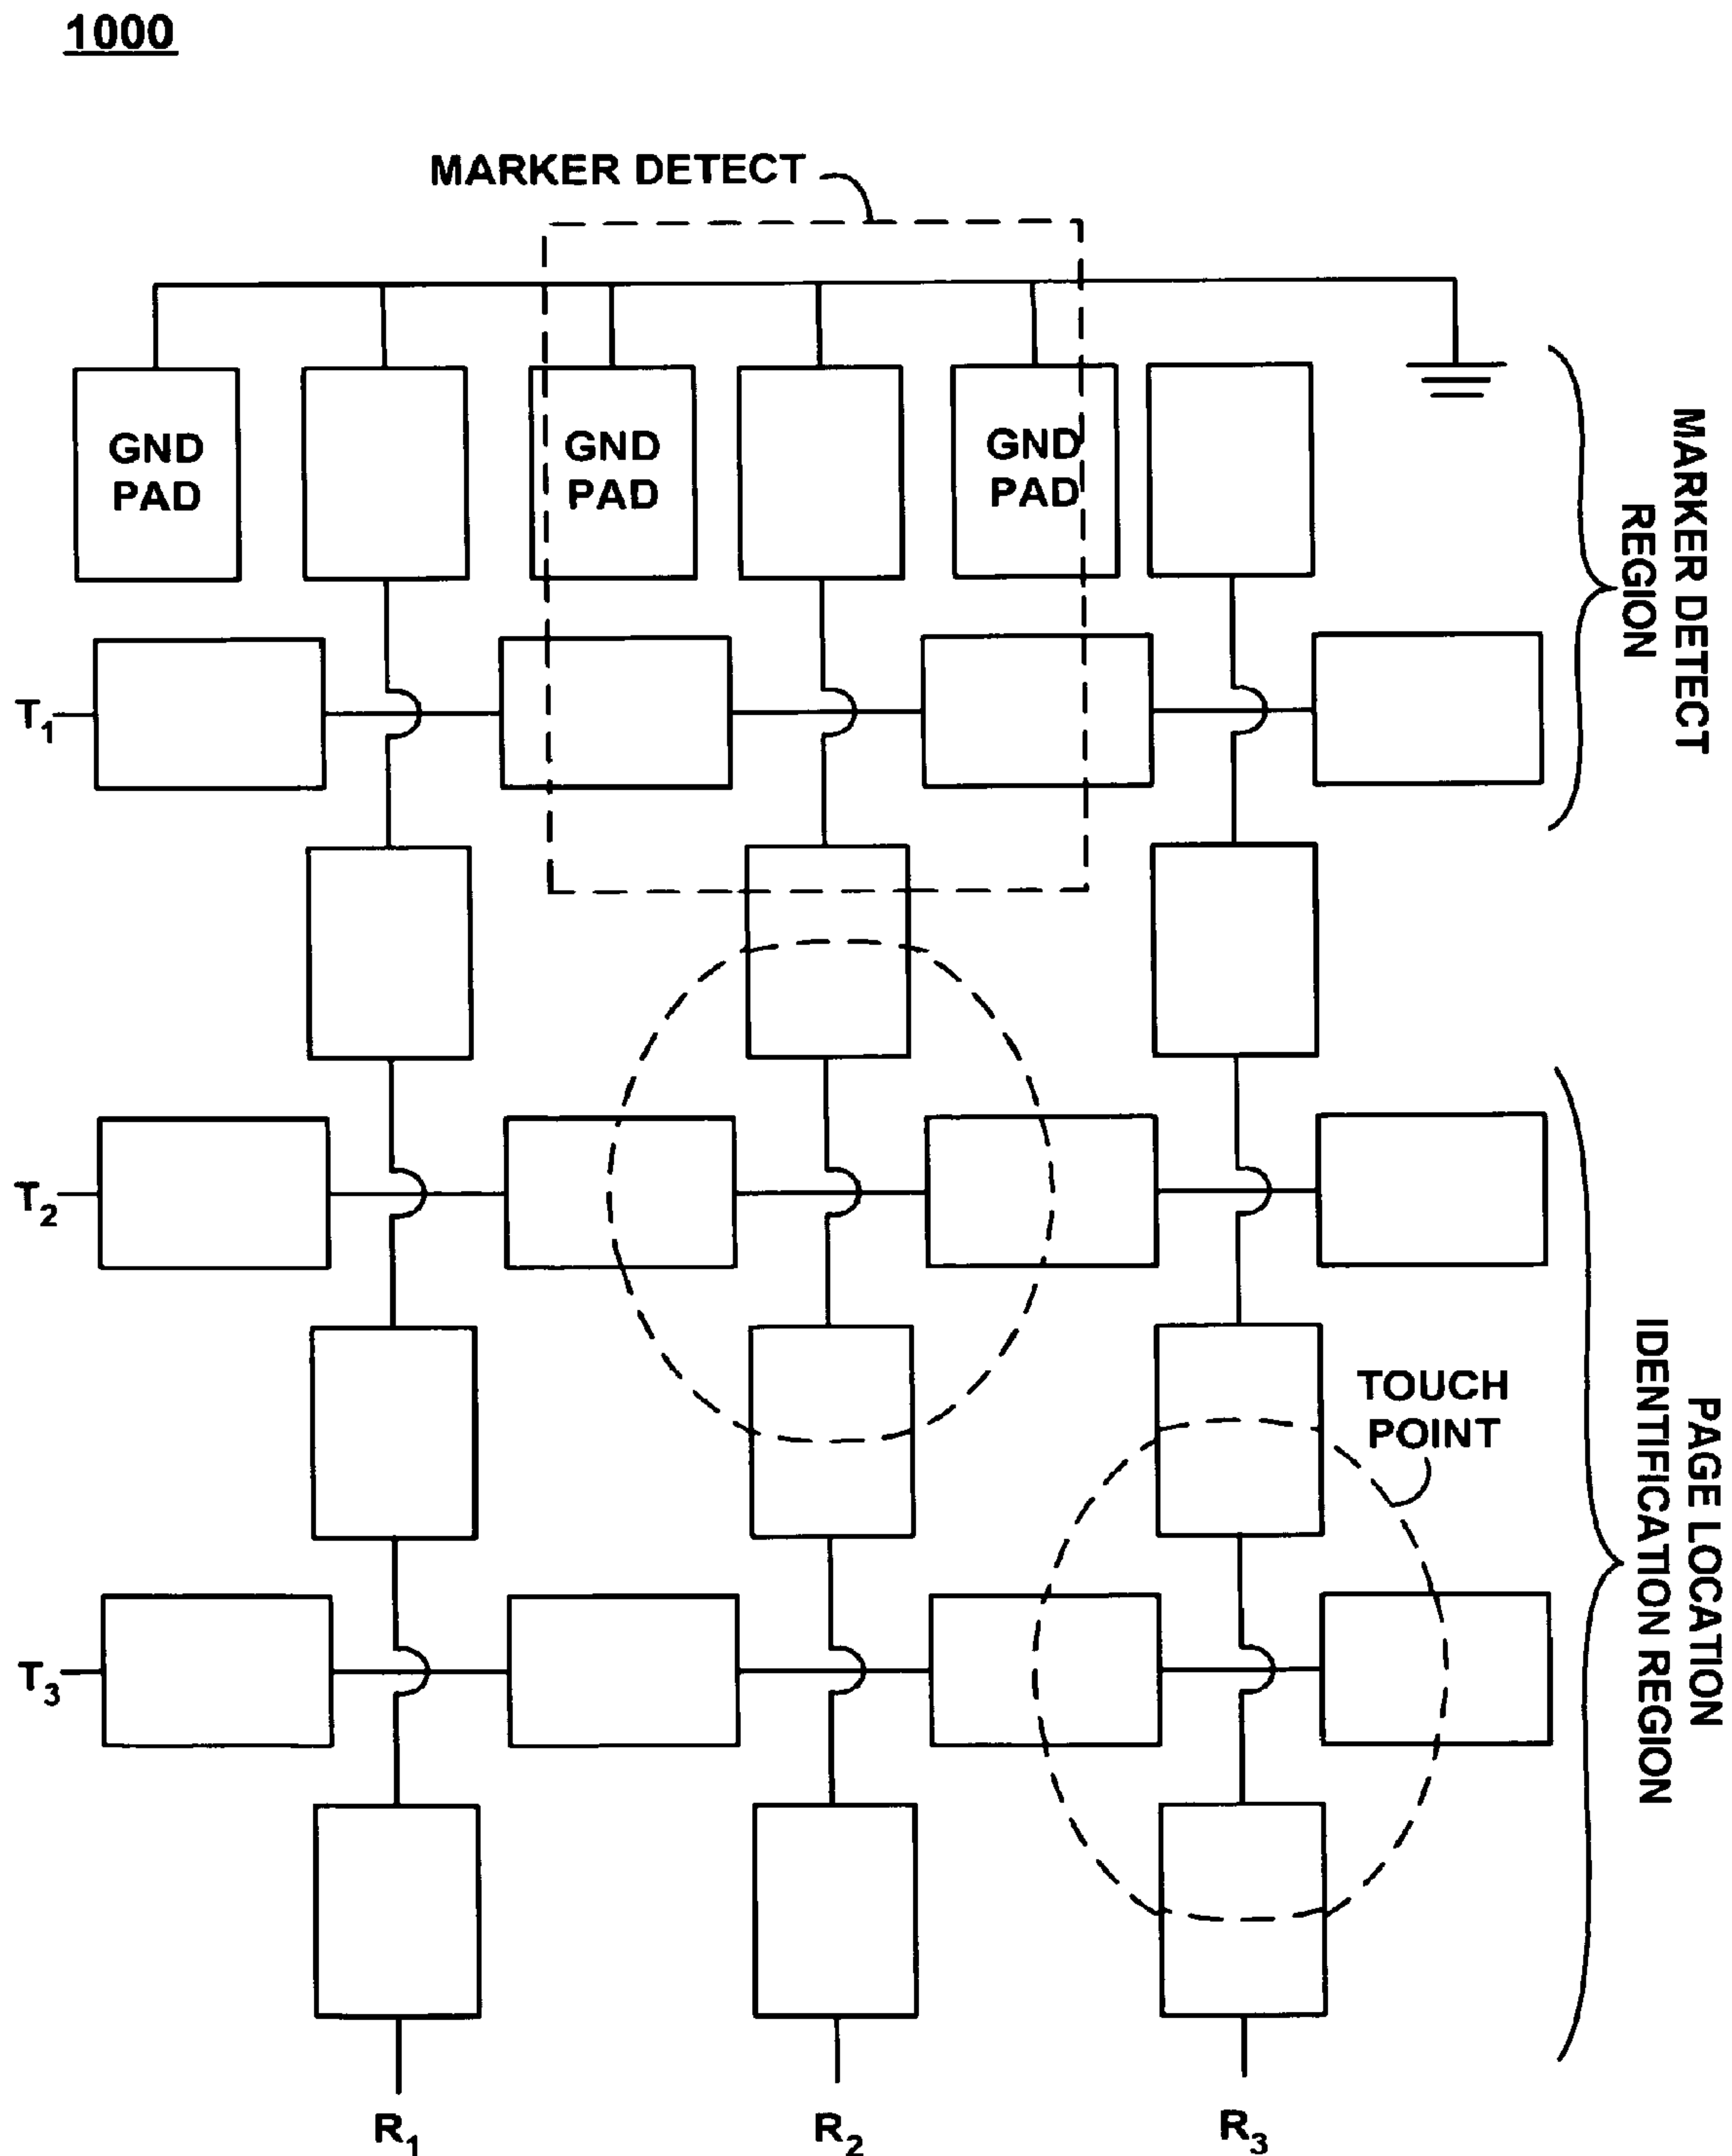 1000
MARKER DETECT
GND
PAD
GND
PAD
GND
PAD
MARKER DETECT
REGION
T1
T2
TOUCH
POINT
PAGE LOCATION
IDENTIFICATION REGION
T3
R1
R2
R3